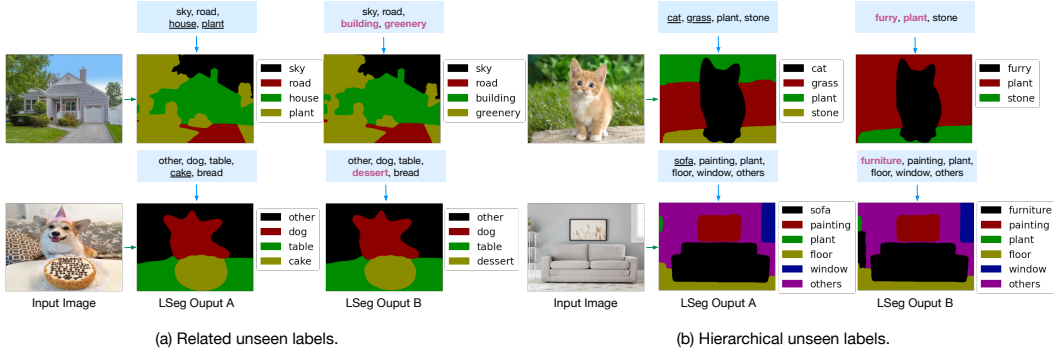 sky, road,
house, plant
sky, road,
building, greenery
cat, grass, plant, stone
furry, plant, stone
sky
road
house
plant
sky
road
building
greenery
cat
grass
plant
stone
furry
plant
stone
other, dog, table,
cake, bread
other, dog, table,
dessert, bread
sofa, painting, plant,
floor, window, others
furniture, painting, plant,
floor, window, others
other
dog
table
cake
other
dog
table
dessert
sofa
painting
plant
floor
window
others
furniture
painting
plant
floor
window
others
Input Image
LSeg Ouput A
LSeg Ouput B
Input Image
LSeg Ouput A
LSeg Ouput B
(a) Related unseen labels.
(b) Hierarchical unseen labels.